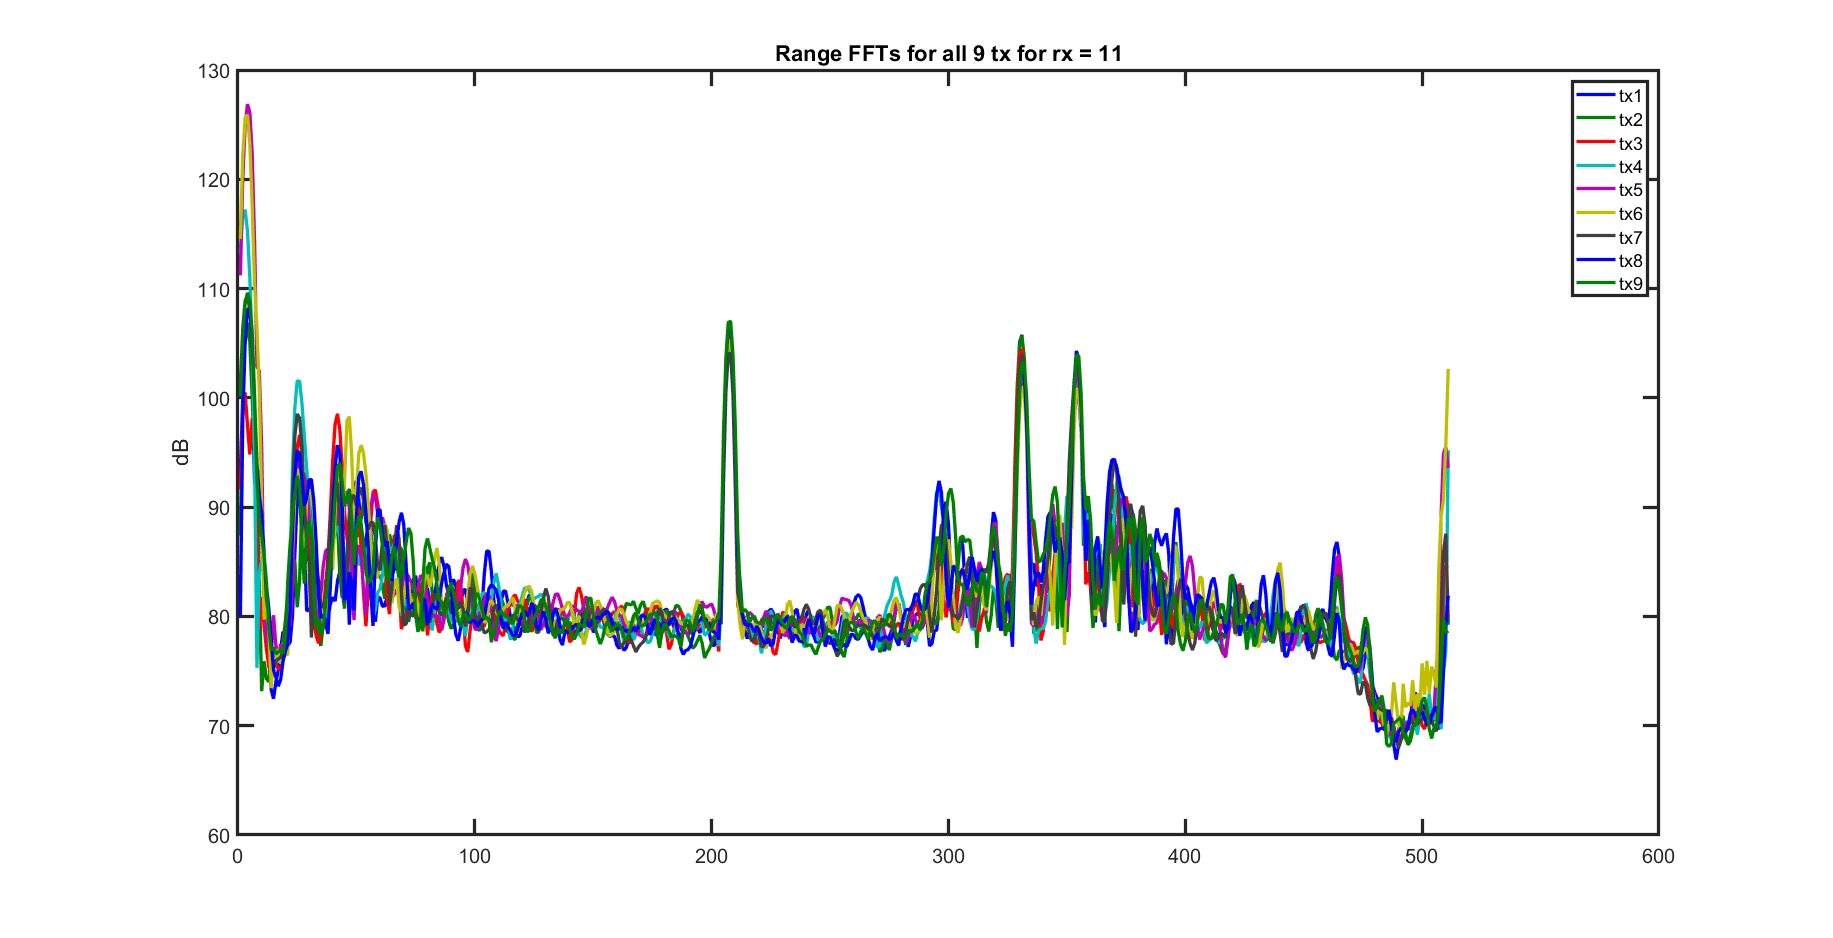 Range FFTs for all 9 tx for rx = 11
130
120
110
100
90
80
70
60
dB
0
100
200
300
400
500
600
tx1
tx2
tx3
tx4
tx5
tx6
tx7
tx8
tx9